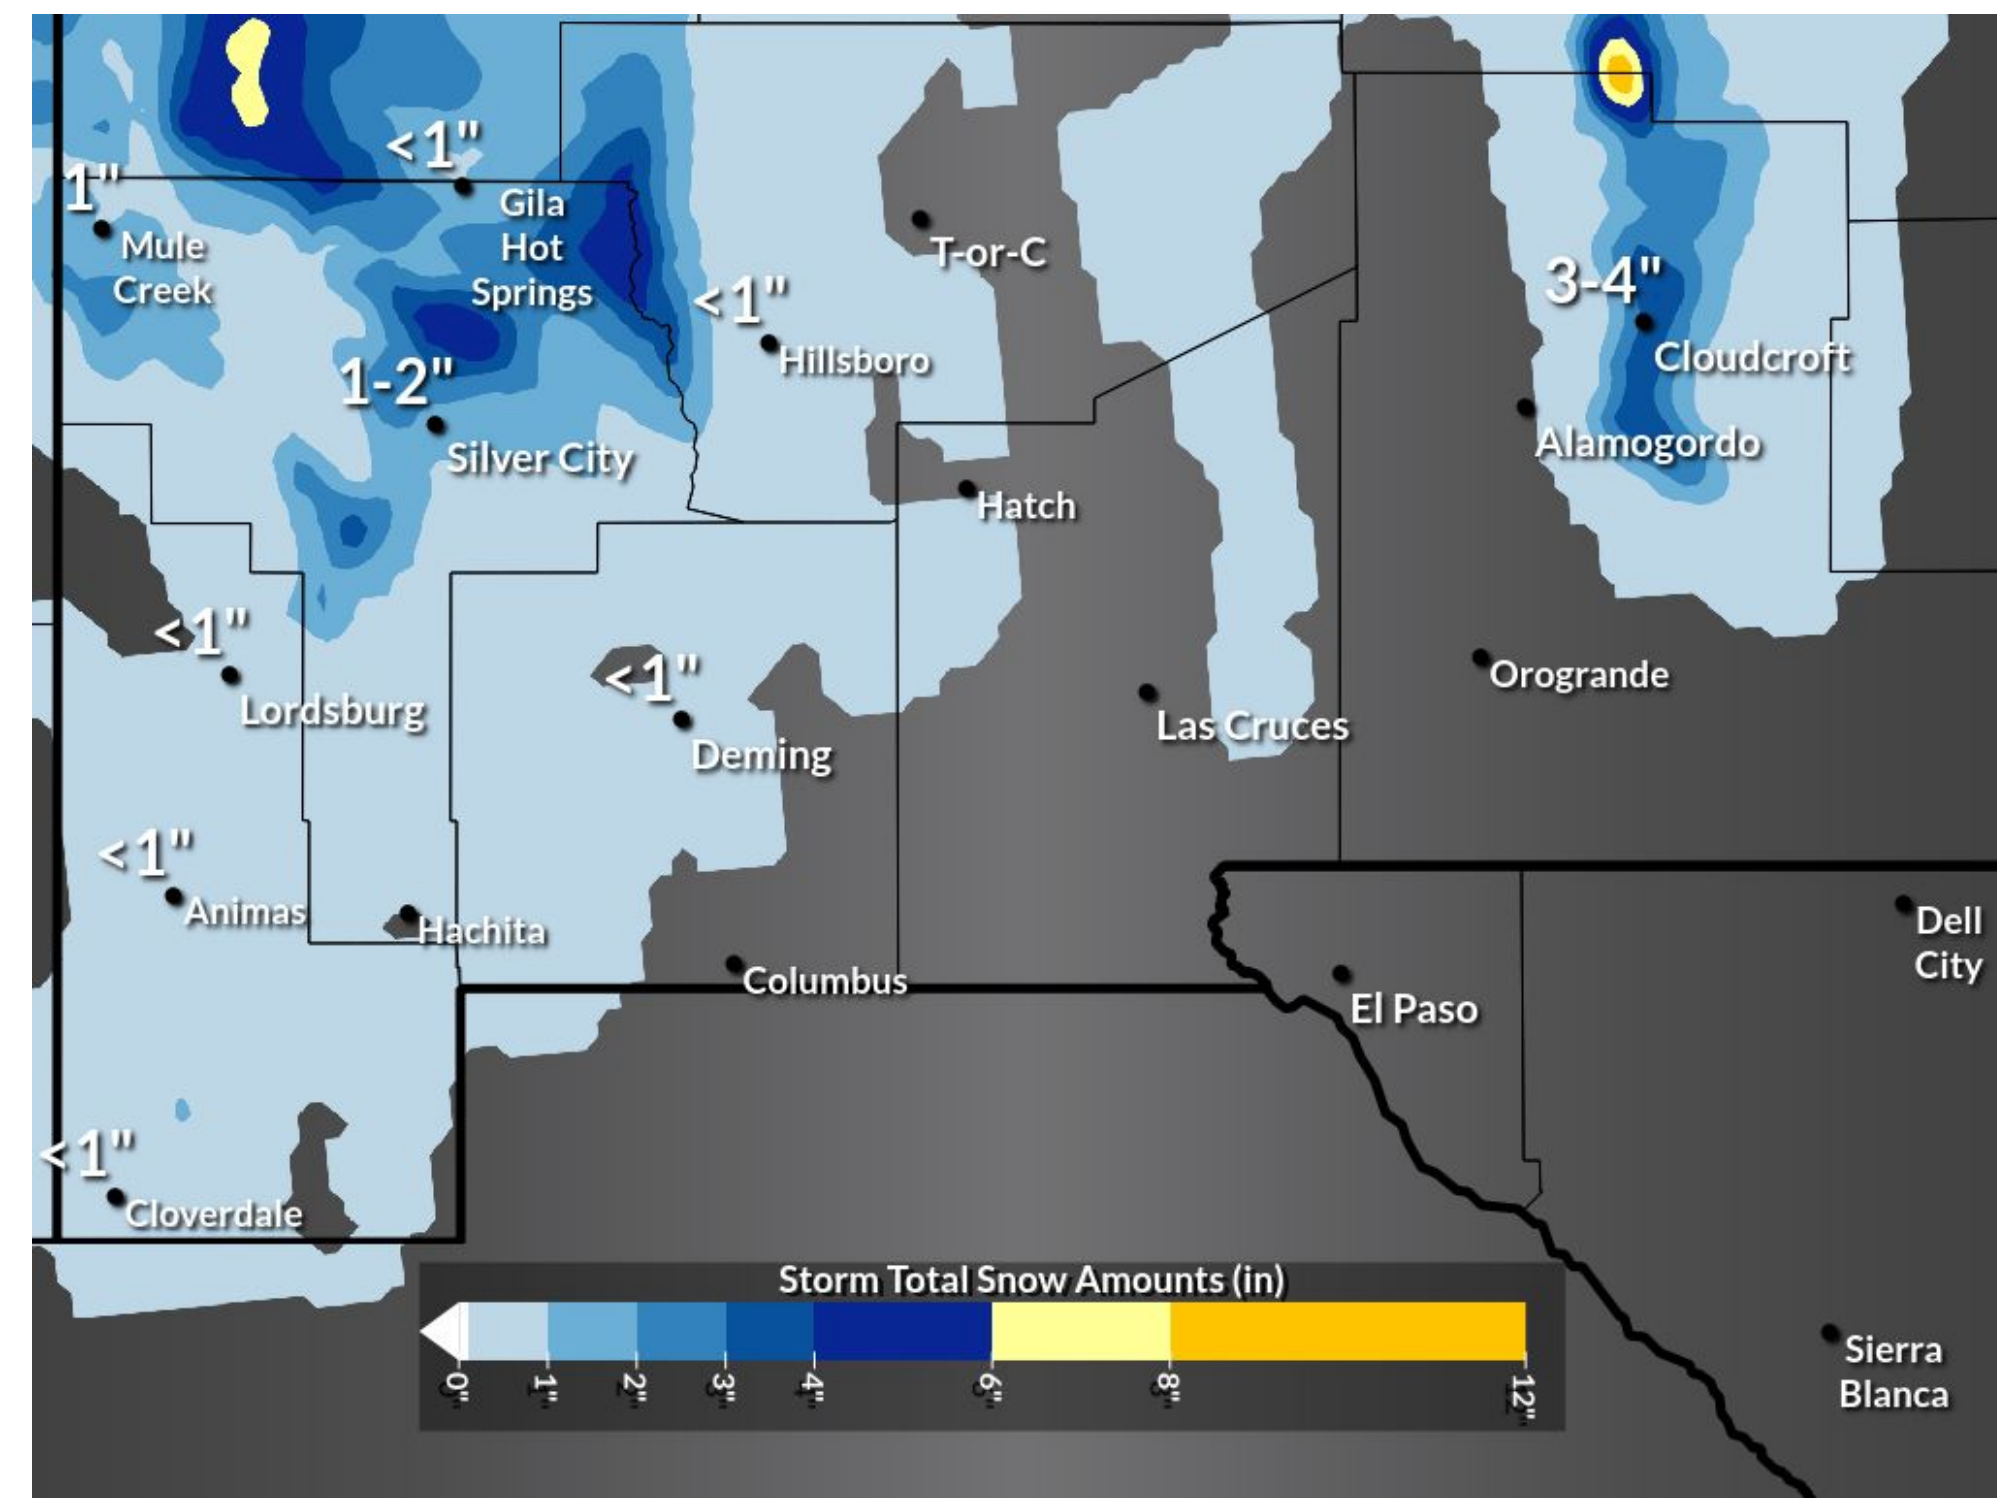 <1"
Gila
Hot
Springs
1"
Mule
Creek
T-or-C
<1"
Hillsboro
3-4"
Cloudcroft
1-2"
Silver City
Alamogordo
Hatch
<1"
Lordsburg
<1"
Deming
Las Cruces
Orogrande
<1"
Animas
Hachita
Columbus
El Paso
Dell
City
<1"
Cloverdale
Storm Total Snow Amounts (in)
0" 1" 2" 3" 4" 6" 8" 12"
Sierra
Blanca